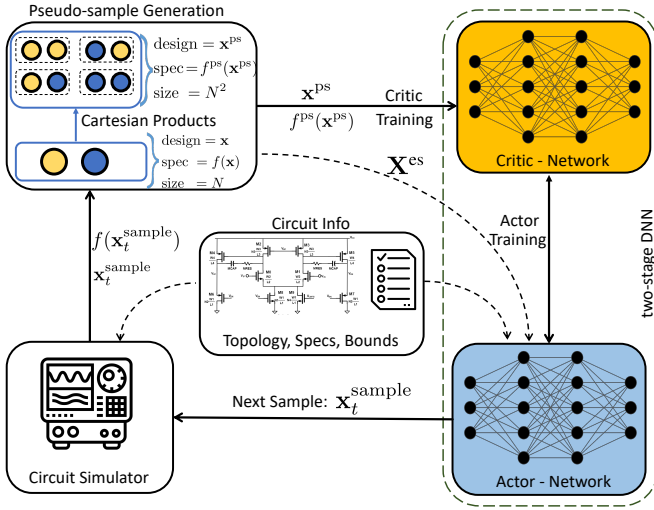 Pseudo-sample Generation
design = x^ps
spec = f^ps(x^ps)
size = N^2
Cartesian Products
design = x
spec = f(x)
size = N
x^ps
f^ps(x^ps)
Critic
Training
Critic - Network
X^es
Actor
Training
two-stage DNN
f(x_t^sample)
x_t^sample
Circuit Info
Topology, Specs, Bounds
Next Sample: x_t^sample
Circuit Simulator
Actor - Network